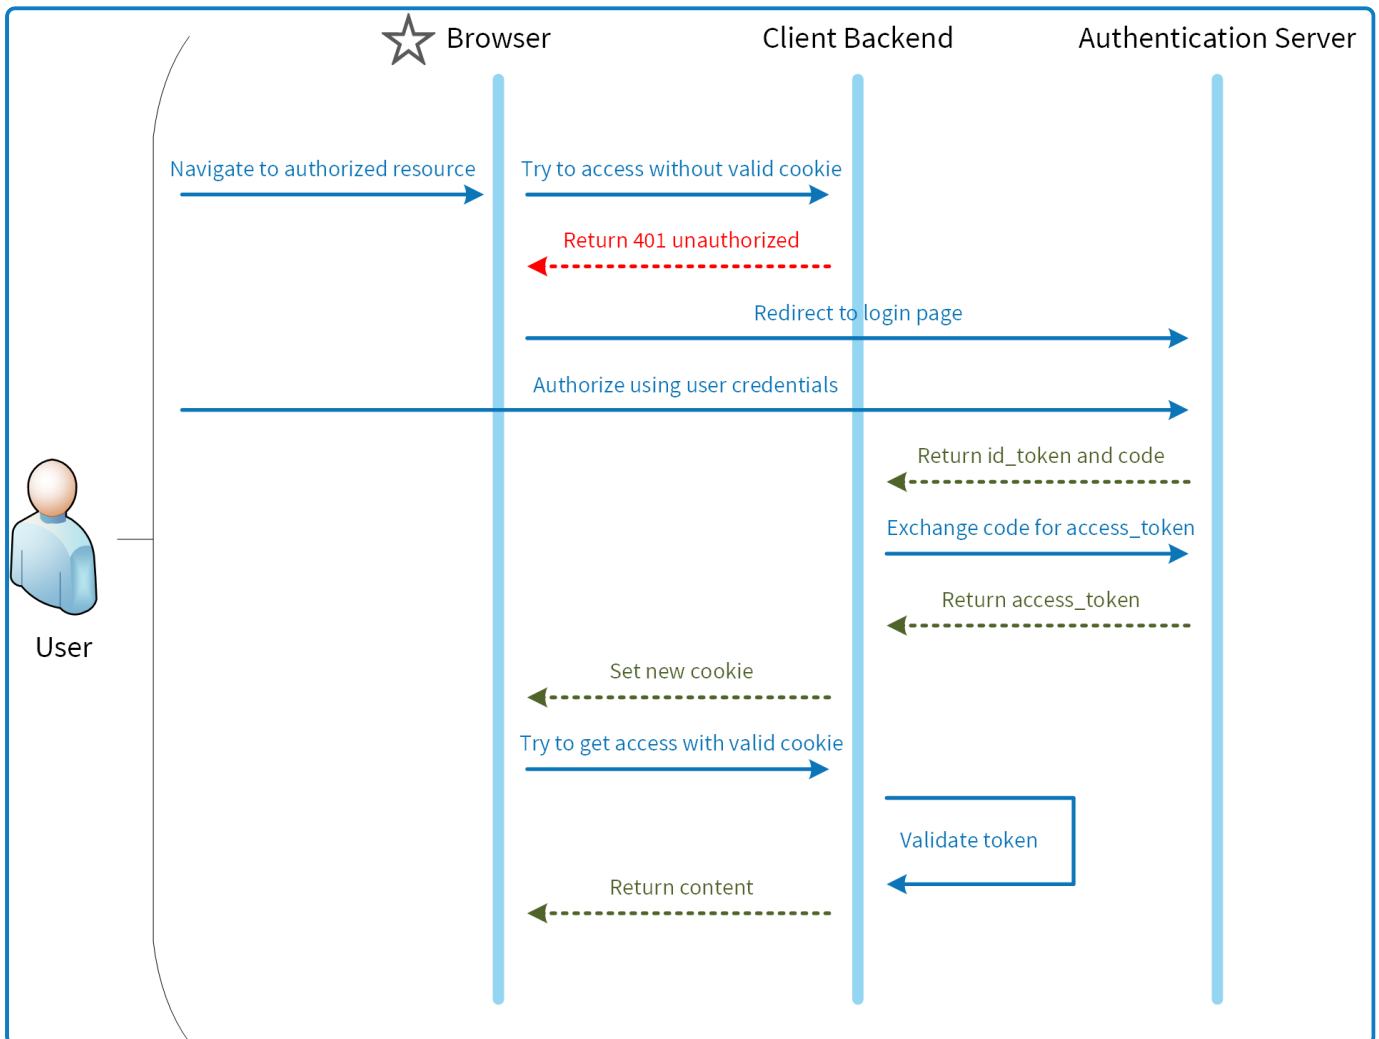 Browser
Client Backend
Authentication Server
Navigate to authorized resource
Try to access without valid cookie
Return 401 unauthorized
Redirect to login page
Authorize using user credentials
Return id_token and code
Exchange code for access_token
Return access_token
User
Set new cookie
Try to get access with valid cookie
Validate token
Return content